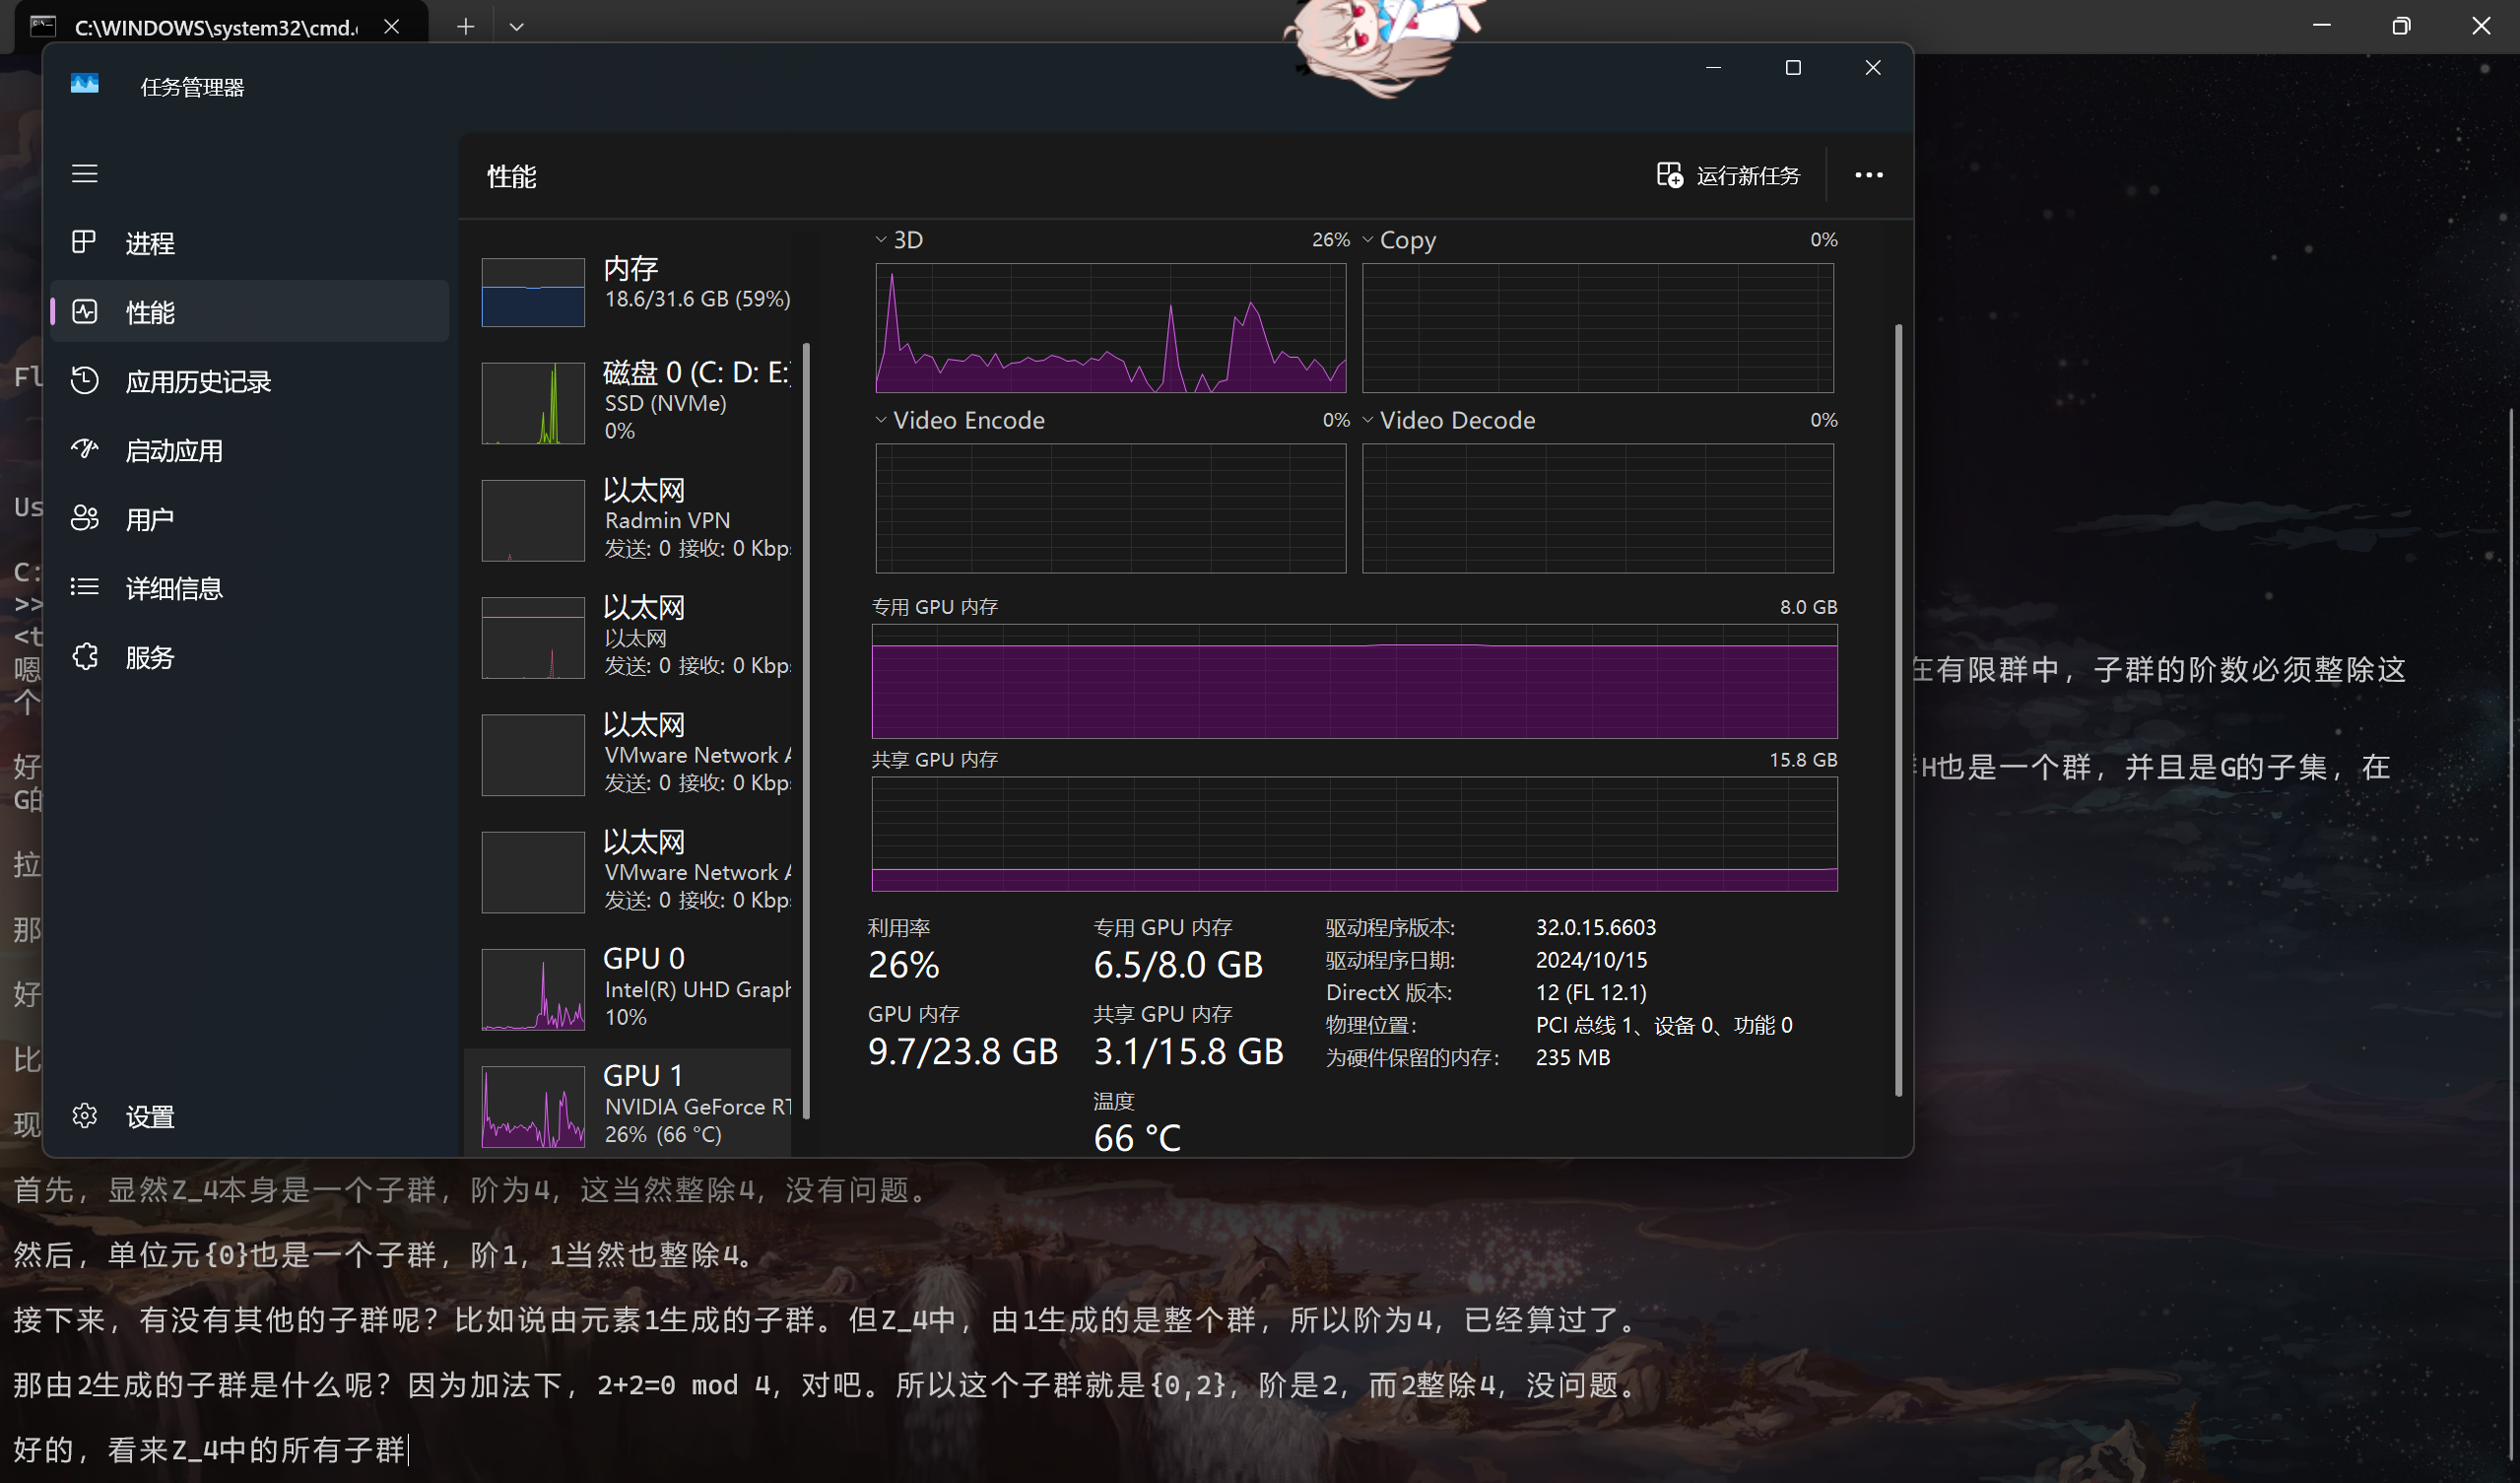 C:\WINDOWS\system32\cmd.
任务管理器
性能
运行新任务
进程
性能
应用历史记录
启动应用
用户
详细信息
服务
设置
内存
18.6/31.6 GB (59%)
磁盘 0 (C: D: E:
SSD (NVMe)
0%
以太网
Radmin VPN
发送: 0 接收: 0 Kbp
以太网
以太网
发送: 0 接收: 0 Kbp
以太网
VMware Network
发送: 0 接收: 0 Kbp
以太网
VMware Network
发送: 0 接收: 0 Kbp
GPU 0
Intel(R) UHD Graph
10%
GPU 1
NVIDIA GeForce RT
26% (66 °C)
3D 26%
Copy 0%
Video Encode 0%
Video Decode 0%
专用 GPU 内存 8.0 GB
共享 GPU 内存 15.8 GB
利用率
26%
专用 GPU 内存
6.5/8.0 GB
GPU 内存
9.7/23.8 GB
共享 GPU 内存
3.1/15.8 GB
温度
66 °C
驱动程序版本: 32.0.15.6603
驱动程序日期: 2024/10/15
DirectX 版本: 12 (FL 12.1)
物理位置: PCI 总线 1、设备 0、功能 0
为硬件保留的内存: 235 MB
Fl
Us
C:
>>
<t
嗯 在有限群中，子群的阶数必须整除这
个
好 H也是一个群，并且是G的子集，在
G的
拉
那
好
比
现
首先，显然Z_4本身是一个子群，阶为4，这当然整除4，没有问题。
然后，单位元{0}也是一个子群，阶1，1当然也整除4。
接下来，有没有其他的子群呢？比如说由元素1生成的子群。但Z_4中，由1生成的是整个群，所以阶为4，已经算过了。
那由2生成的子群是什么呢？因为加法下，2+2=0 mod 4，对吧。所以这个子群就是{0,2}，阶是2，而2整除4，没问题。
好的，看来Z_4中的所有子群